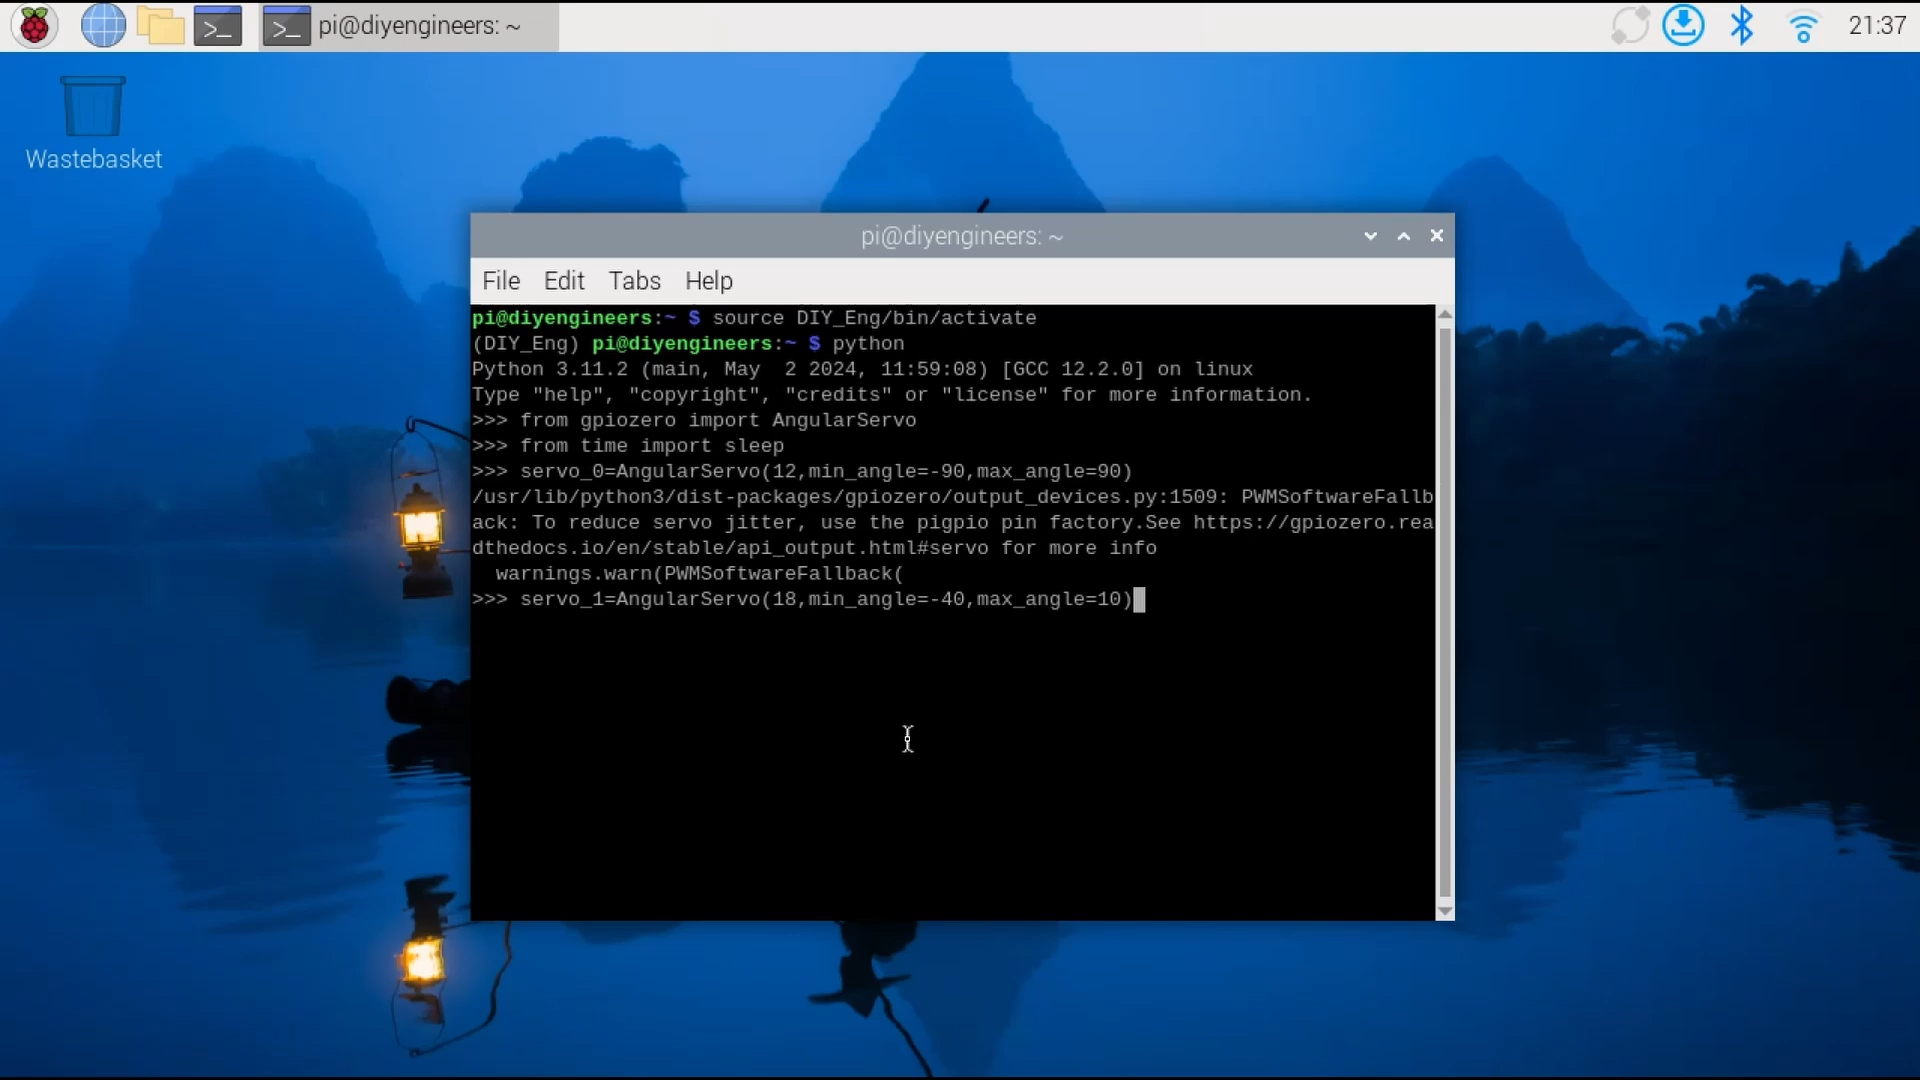 pi@diyengineers: ~
21:37
Wastebasket
pi@diyengineers: ~
File Edit Tabs Help
pi@diyengineers:~ $ source DIY_Eng/bin/activate
(DIY_Eng) pi@diyengineers:~ $ python
Python 3.11.2 (main, May  2 2024, 11:59:08) [GCC 12.2.0] on linux
Type "help", "copyright", "credits" or "license" for more information.
>>> from gpiozero import AngularServo
>>> from time import sleep
>>> servo_0=AngularServo(12,min_angle=-90,max_angle=90)
/usr/lib/python3/dist-packages/gpiozero/output_devices.py:1509: PWMSoftwareFallb
ack: To reduce servo jitter, use the pigpio pin factory.See https://gpiozero.rea
dthedocs.io/en/stable/api_output.html#servo for more info
  warnings.warn(PWMSoftwareFallback(
>>> servo_1=AngularServo(18,min_angle=-40,max_angle=10)